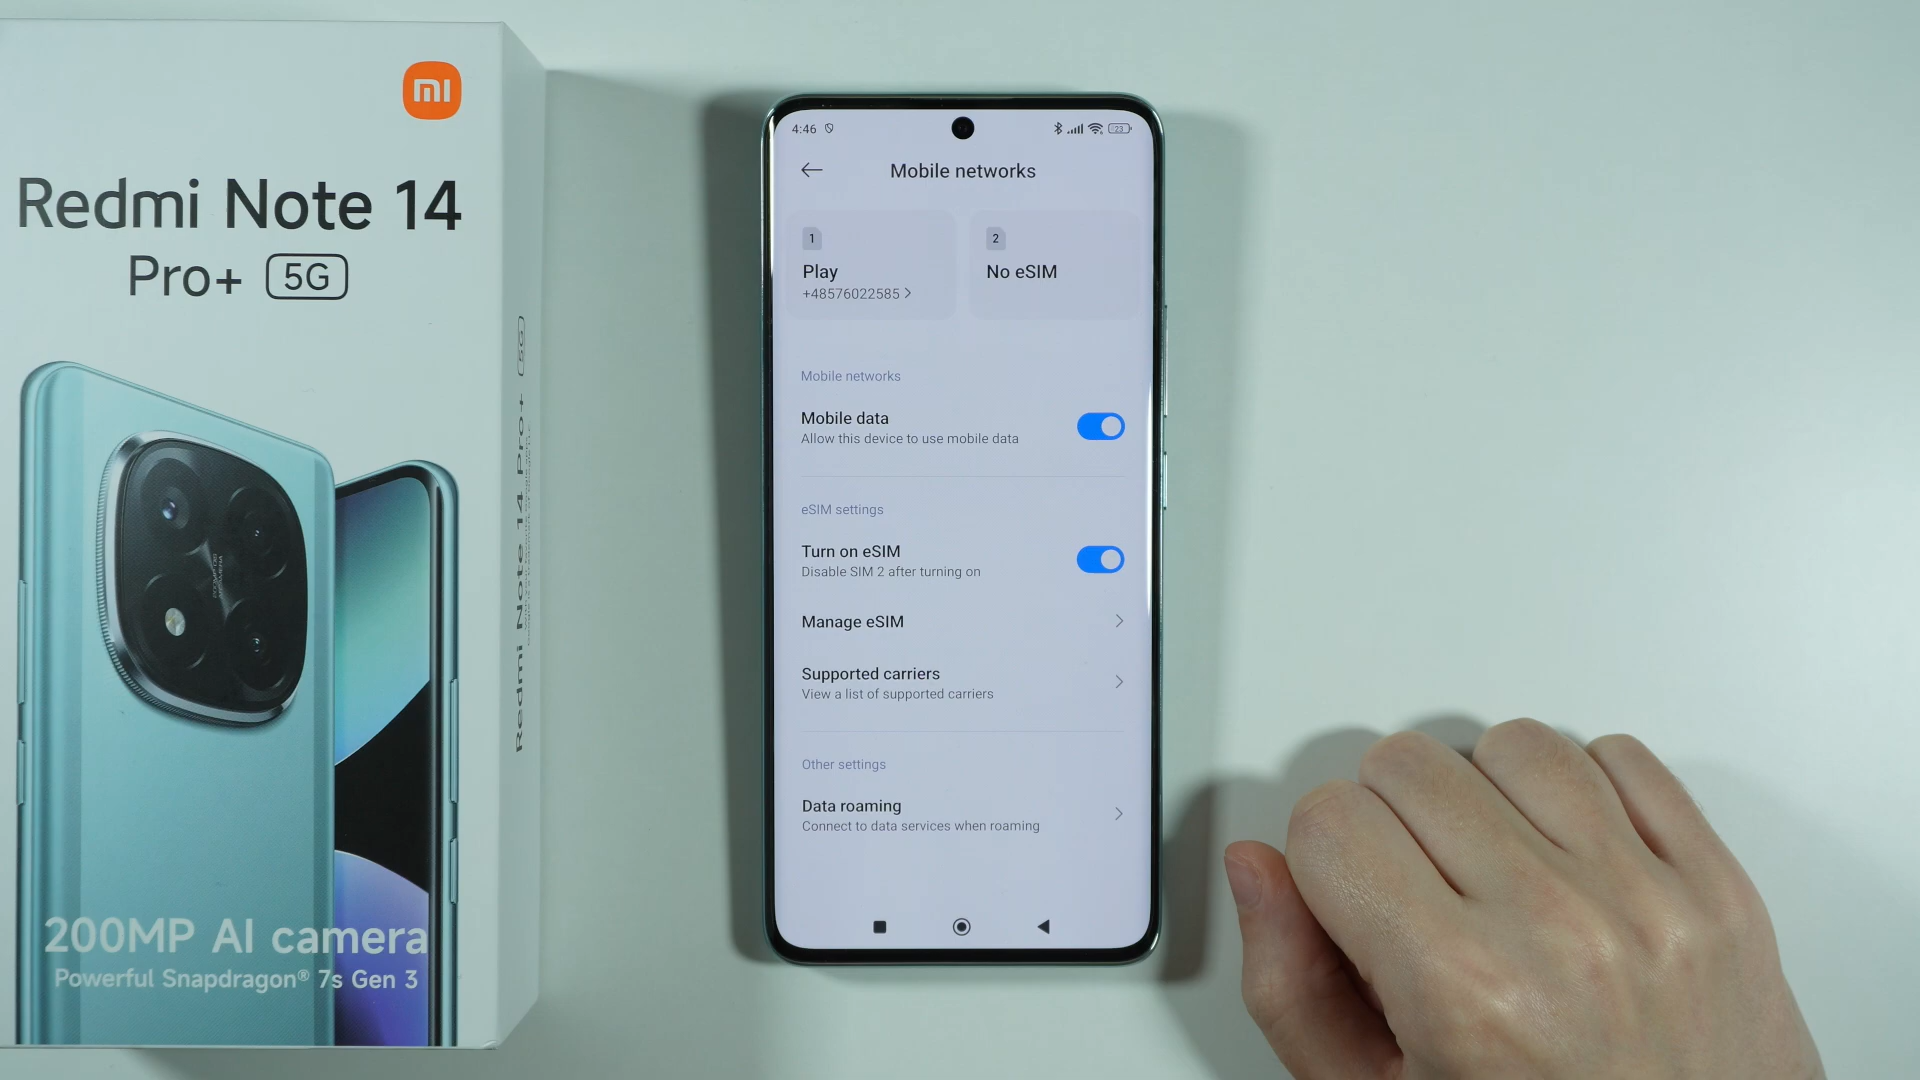 mi
Redmi Note 14
Pro+ 5G
200MP AI camera
Powerful Snapdragon® 7s Gen 3
Redmi Note 14 Pro+ 5G
4:46
23
Mobile networks
1
Play
+48576022585
2
No eSIM
Mobile networks
Mobile data
Allow this device to use mobile data
eSIM settings
Turn on eSIM
Disable SIM 2 after turning on
Manage eSIM
Supported carriers
View a list of supported carriers
Other settings
Data roaming
Connect to data services when roaming